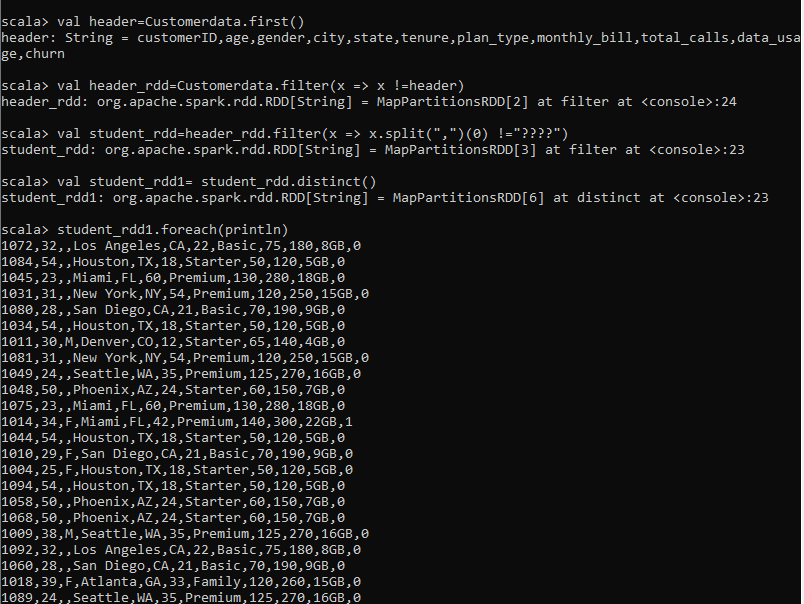 scala> val header=Customerdata.first()
header: String = customerID,age,gender,city,state,tenure,plan_type,monthly_bill,total_calls,data_usa
ge,churn
scala> val header_rdd=Customerdata.filter(x => x !=header)
header_rdd: org.apache.spark.rdd.RDD[String] = MapPartitionsRDD[2] at filter at <console>:24
scala> val student_rdd=header_rdd.filter(x => x.split(",")(0) !="????")
student_rdd: org.apache.spark.rdd.RDD[String] = MapPartitionsRDD[3] at filter at <console>:23
scala> val student_rdd1= student_rdd.distinct()
student_rdd1: org.apache.spark.rdd.RDD[String] = MapPartitionsRDD[6] at distinct at <console>:23
scala> student_rdd1.foreach(println)
1072,32,,Los Angeles,CA,22,Basic,75,180,8GB,0
1084,54,,Houston,TX,18,Starter,50,120,5GB,0
1045,23,,Miami,FL,60,Premium,130,280,18GB,0
1031,31,,New York,NY,54,Premium,120,250,15GB,0
1080,28,,San Diego,CA,21,Basic,70,190,9GB,0
1034,54,,Houston,TX,18,Starter,50,120,5GB,0
1011,30,M,Denver,CO,12,Starter,65,140,4GB,0
1081,31,,New York,NY,54,Premium,120,250,15GB,0
1049,24,,Seattle,WA,35,Premium,125,270,16GB,0
1048,50,,Phoenix,AZ,24,Starter,60,150,7GB,0
1075,23,,Miami,FL,60,Premium,130,280,18GB,0
1014,34,F,Miami,FL,42,Premium,140,300,22GB,1
1044,54,,Houston,TX,18,Starter,50,120,5GB,0
1010,29,F,San Diego,CA,21,Basic,70,190,9GB,0
1004,25,F,Houston,TX,18,Starter,50,120,5GB,0
1094,54,,Houston,TX,18,Starter,50,120,5GB,0
1058,50,,Phoenix,AZ,24,Starter,60,150,7GB,0
1068,50,,Phoenix,AZ,24,Starter,60,150,7GB,0
1009,38,M,Seattle,WA,35,Premium,125,270,16GB,0
1092,32,,Los Angeles,CA,22,Basic,75,180,8GB,0
1060,28,,San Diego,CA,21,Basic,70,190,9GB,0
1018,39,F,Atlanta,GA,33,Family,120,260,15GB,0
1089,24,,Seattle,WA,35,Premium,125,270,16GB,0